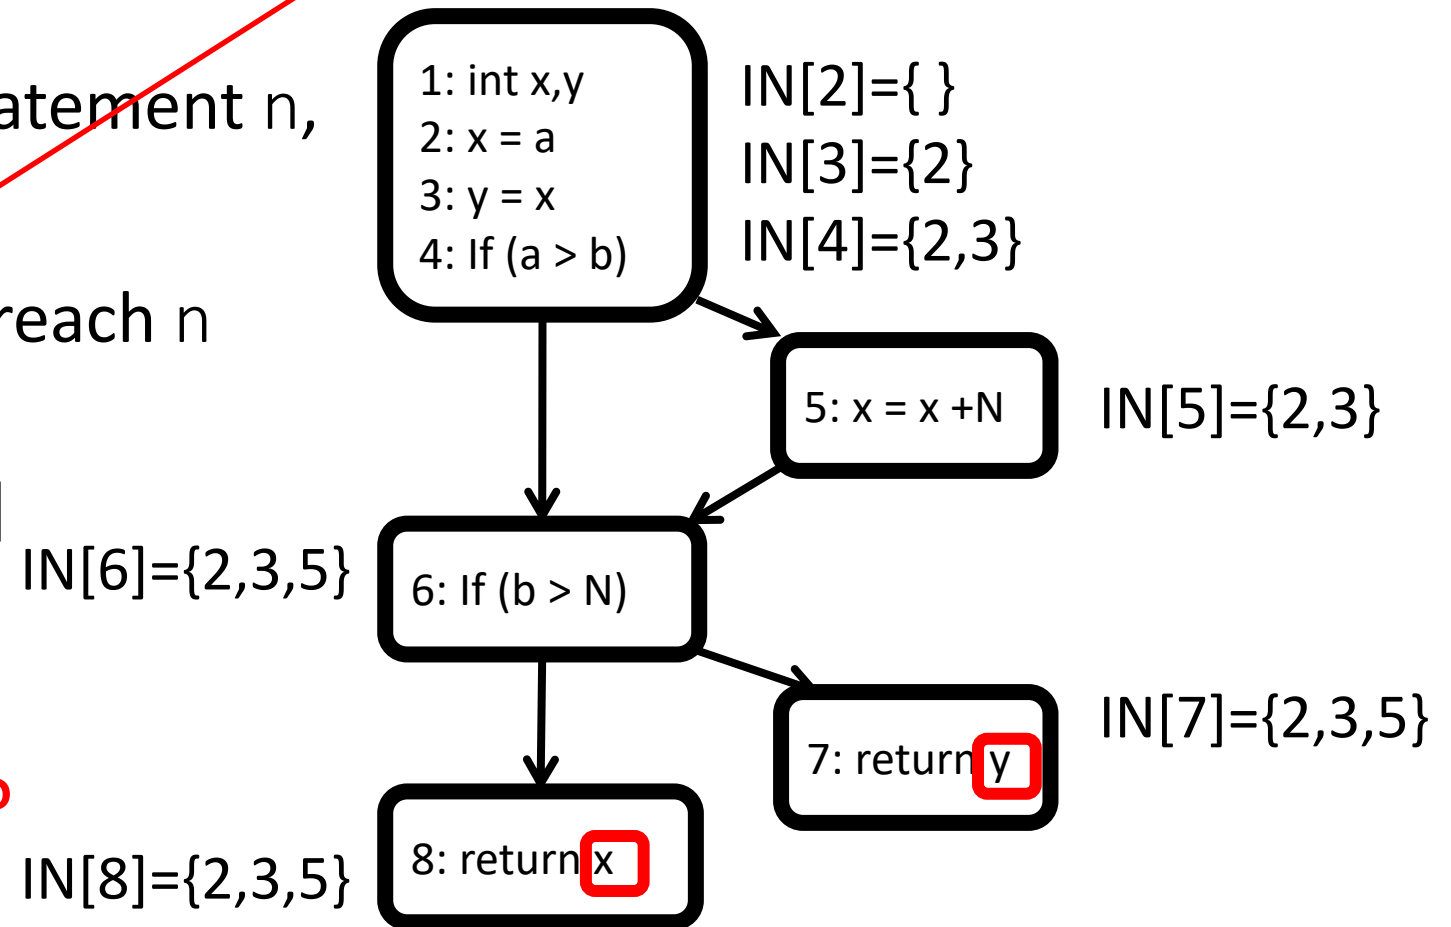 atement n,
reach n
1: int x,y
2: x = a
3: y = x
4: If (a > b)
IN[2]={ }
IN[3]={2}
IN[4]={2,3}
5: x = x +N
IN[5]={2,3}
IN[6]={2,3,5}
6: If (b > N)
7: return y
IN[7]={2,3,5}
8: return x
IN[8]={2,3,5}